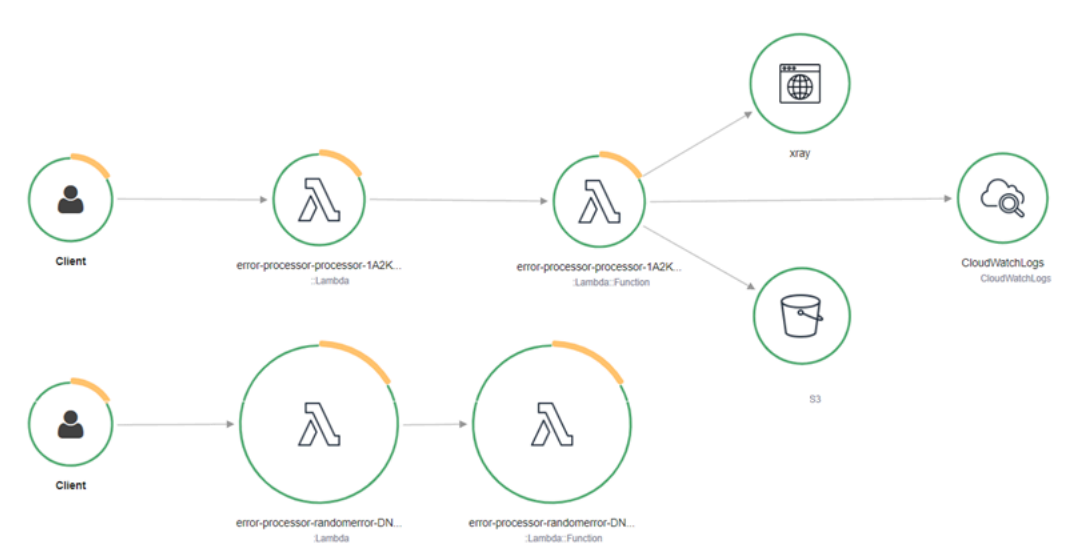 xray
Client
error-processor-processor-1A2K...
::Lambda
error-processor-processor-1A2K...
:Lambda::Function
CloudWatchLogs
CloudWatchLogs
S3
Client
error-processor-randomerror-DN...
:Lambda
error-processor-randomerror-DN...
:Lambda::Function